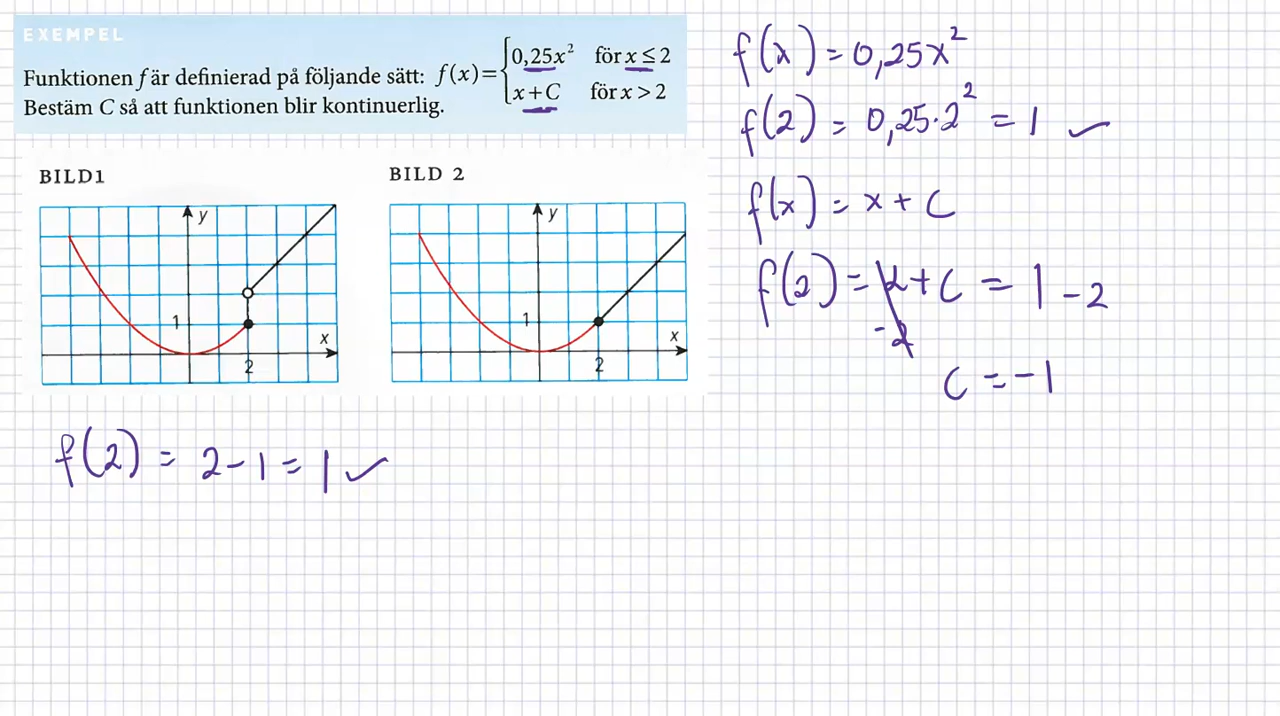 EXEMPEL
Funktionen f är definierad på följande sätt: f(x)={0,25x² för x ≤ 2
x+C för x > 2
Bestäm C så att funktionen blir kontinuerlig.
BILD1
y
1
2
x
BILD 2
y
1
2
x
f(x) = 0,25x²
f(2) = 0,25·2² = 1 ✓
f(x) = x + C
f(2) = 2 + C = 1 - 2
-2
C = -1
f(2) = 2 - 1 = 1 ✓